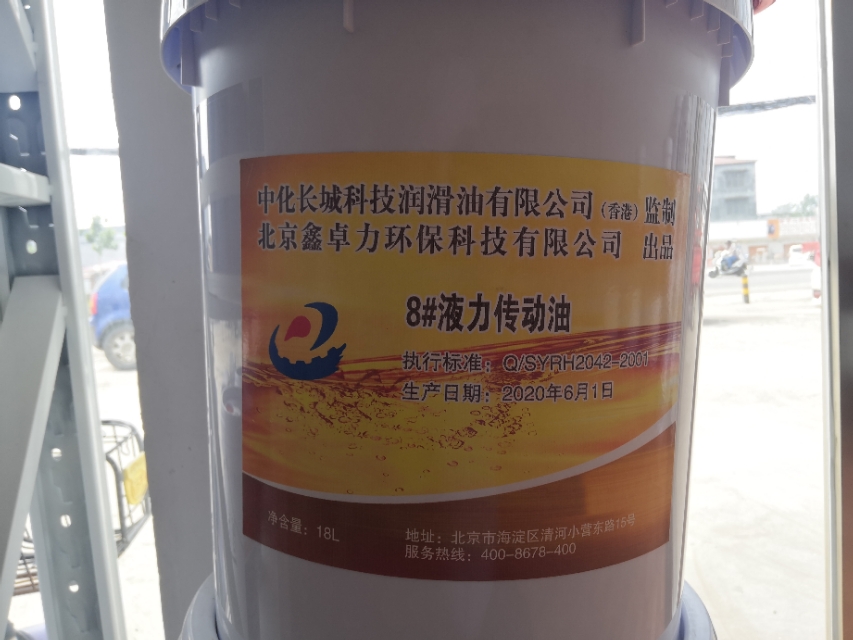 中化长城科技润滑油有限公司(香港) 监制
北京鑫卓力环保科技有限公司 出品
8#液力传动油
执行标准：Q/SYRH2042-2001
生产日期：2020年6月1日
净含量：18L
地址：北京市海淀区清河小营东路15号
服务热线：400-8678-400